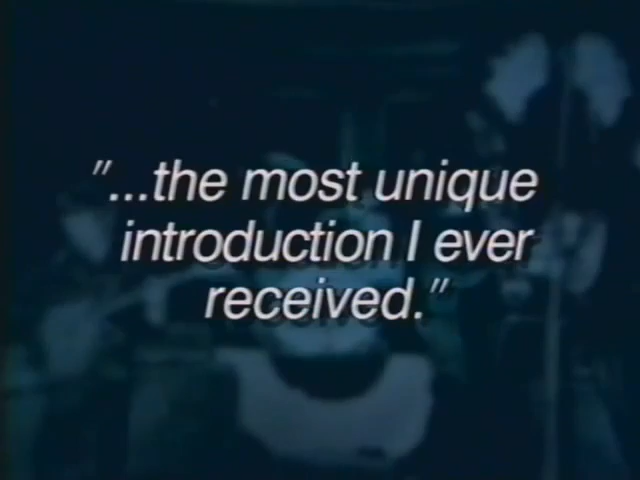 "...the most unique
introduction I ever
received."